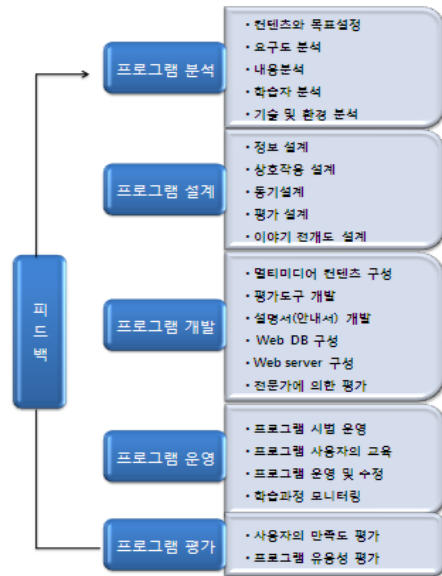 프로그램 분석
• 컨텐츠와 목표설정
• 요구도 분석
• 내용분석
• 학습자 분석
• 기술 및 환경 분석
프로그램 설계
• 정보 설계
• 상호작용 설계
• 동기설계
• 평가 설계
• 이야기 전개도 설계
피드백
프로그램 개발
• 멀티미디어 컨텐츠 구성
• 평가도구 개발
• 설명서(안내서) 개발
• Web DB 구성
• Web server 구성
• 전문가에 의한 평가
프로그램 운영
• 프로그램 시범 운영
• 프로그램 사용자의 교육
• 프로그램 운영 및 수정
• 학습과정 모니터링
프로그램 평가
• 사용자의 만족도 평가
• 프로그램 유용성 평가